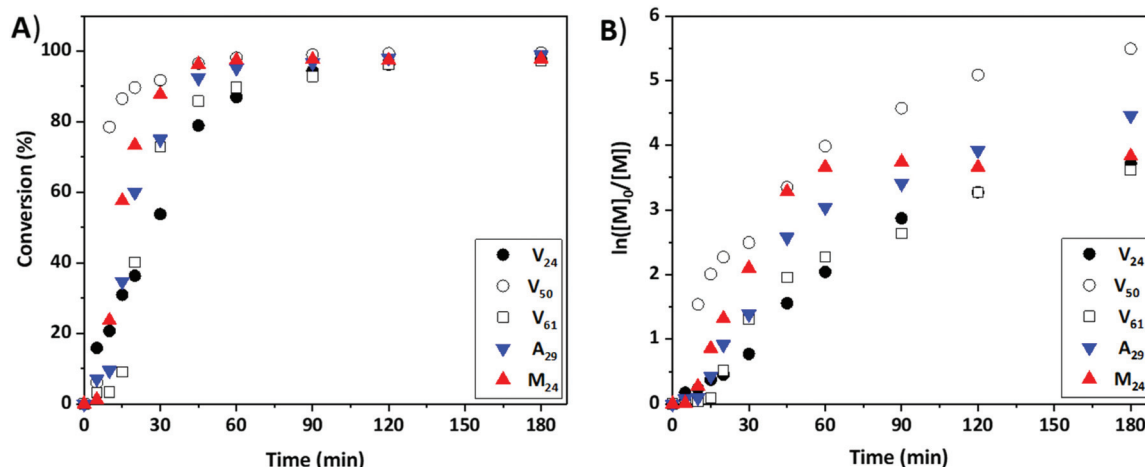 A)
Conversion (%)
100
80
60
40
20
0
0 30 60 90 120 150 180
Time (min)
V₂₄
V₅₀
V₆₁
A₂₉
M₂₄
B)
ln([M]₀/[M])
6
5
4
3
2
1
0
0 30 60 90 120 150 180
Time (min)
V₂₄
V₅₀
V₆₁
A₂₉
M₂₄